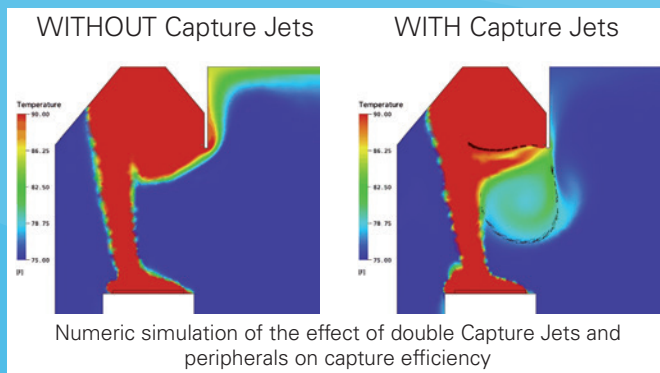 WITHOUT Capture Jets
WITH Capture Jets
Temperature
90.00
86.25
82.50
78.75
75.00
[F]
Temperature
90.00
86.25
82.50
78.75
75.00
[F]
Numeric simulation of the effect of double Capture Jets and
peripherals on capture efficiency